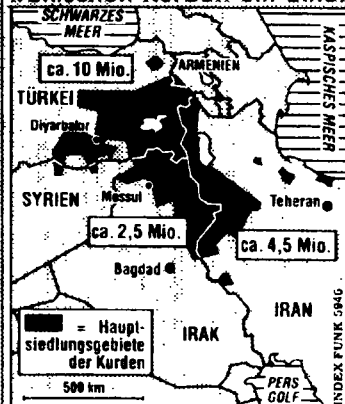 SCHWARZES
MEER
KASPISCHES MEER
ca. 10 Mio.
ARMENIEN
TÜRKEI
Diyarbakır
SYRIEN
Mossul
Teheran
ca. 2,5 Mio.
ca. 4,5 Mio.
Bagdad
IRAN
= Haupt-
siedlungsgebiete
der Kurden
IRAK
500 km
PERS
GOLF
INDEX FUNK 5946